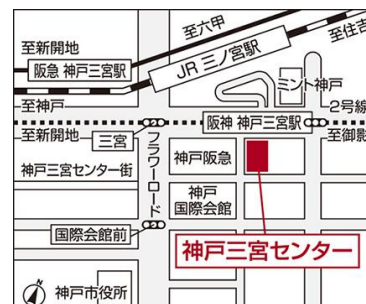 至六甲
至住吉
至新開地
阪急 神戸三宮駅
JR 三ノ宮駅
ミント神戸
至神戸
2号線
阪神 神戸三宮駅
至新開地
三宮
至御影
フラワーロード
神戸阪急
神戸三宮センター街
神戸
国際会館
国際会館前
神戸三宮センター
神戸市役所
N